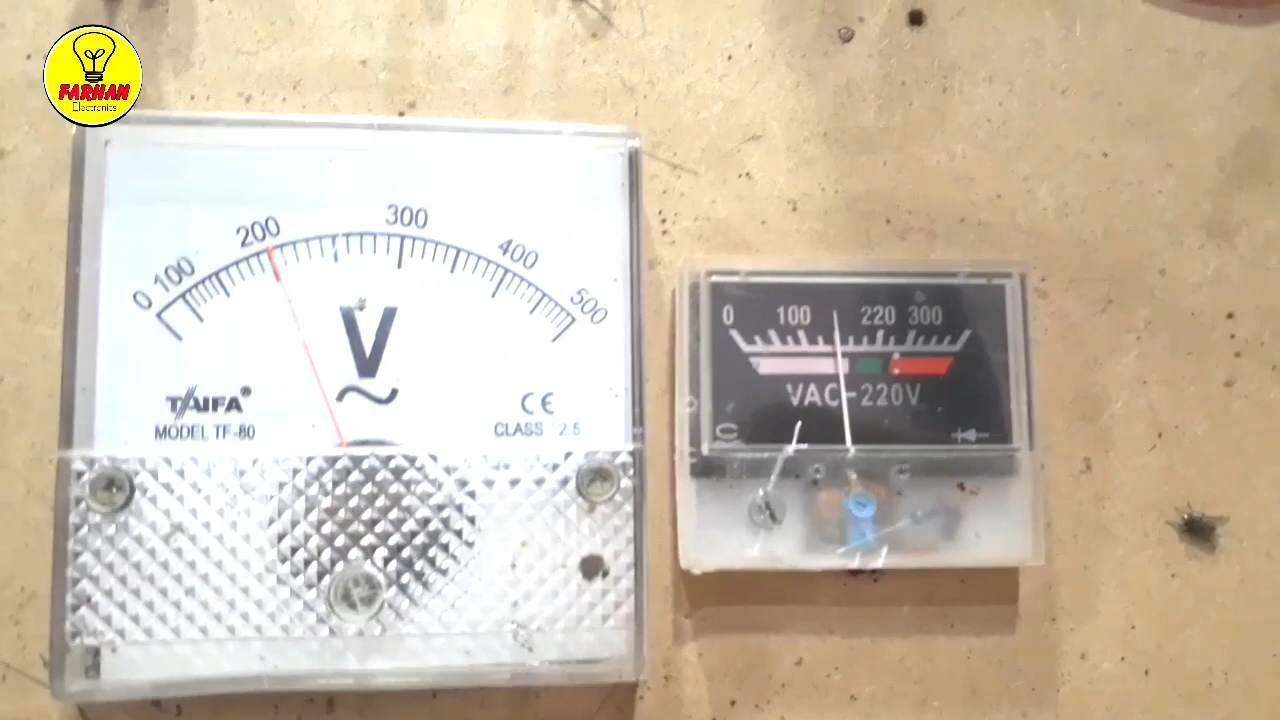 FARHAN
Electronics
0 100 200 300 400 500
V
TAIFA®
MODEL TF-80
CE
CLASS 2.5
0 100 220 300
VAC-220V